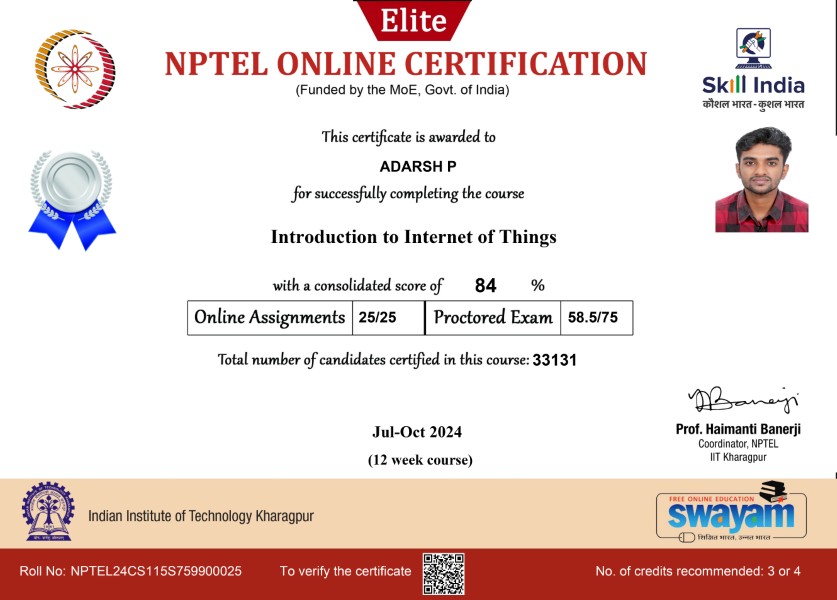 Elite
NPTEL ONLINE CERTIFICATION
(Funded by the MoE, Govt. of India)
Skill India
कौशल भारत - कुशल भारत
This certificate is awarded to
ADARSH P
for successfully completing the course
Introduction to Internet of Things
with a consolidated score of 84 %
Online Assignments 25/25 Proctored Exam 58.5/75
Total number of candidates certified in this course: 33131
Jul-Oct 2024
(12 week course)
Prof. Haimanti Banerji
Coordinator, NPTEL
IIT Kharagpur
Indian Institute of Technology Kharagpur
FREE ONLINE EDUCATION
swayam
शिक्षित भारत, उन्नत भारत
Roll No: NPTEL24CS115S759900025 To verify the certificate No. of credits recommended: 3 or 4